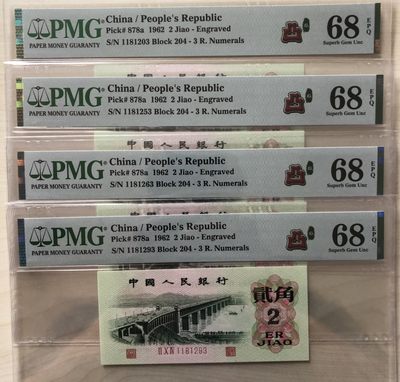 PMG
PAPER MONEY GUARANTY
China / People's Republic
Pick# 878a 1962 2 Jiao - Engraved
S/N 1181203 Block 204 - 3 R. Numerals
68 EPQ
Superb Gem Unc
PMG
PAPER MONEY GUARANTY
China / People's Republic
Pick# 878a 1962 2 Jiao - Engraved
S/N 1181253 Block 204 - 3 R. Numerals
68 EPQ
Superb Gem Unc
中國人民銀行
PMG
PAPER MONEY GUARANTY
China / People's Republic
Pick# 878a 1962 2 Jiao - Engraved
S/N 1181263 Block 204 - 3 R. Numerals
68 EPQ
Superb Gem Unc
PMG
PAPER MONEY GUARANTY
China / People's Republic
Pick# 878a 1962 2 Jiao - Engraved
S/N 1181293 Block 204 - 3 R. Numerals
68 EPQ
Superb Gem Unc
中國人民銀行
貳角
2
ER
JIAO
1181293